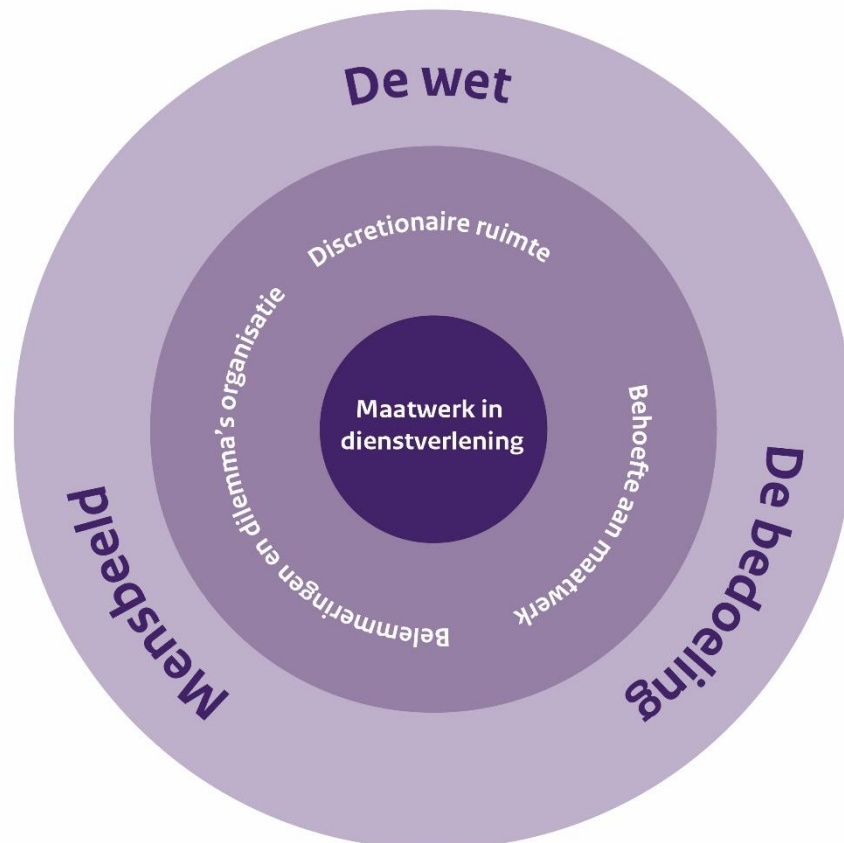 De wet
Discretionaire ruimte
Belemmeringen en dilemma's organisatie
Behoefte aan maatwerk
Maatwerk in
dienstverlening
Mensbeeld
De bedoeling